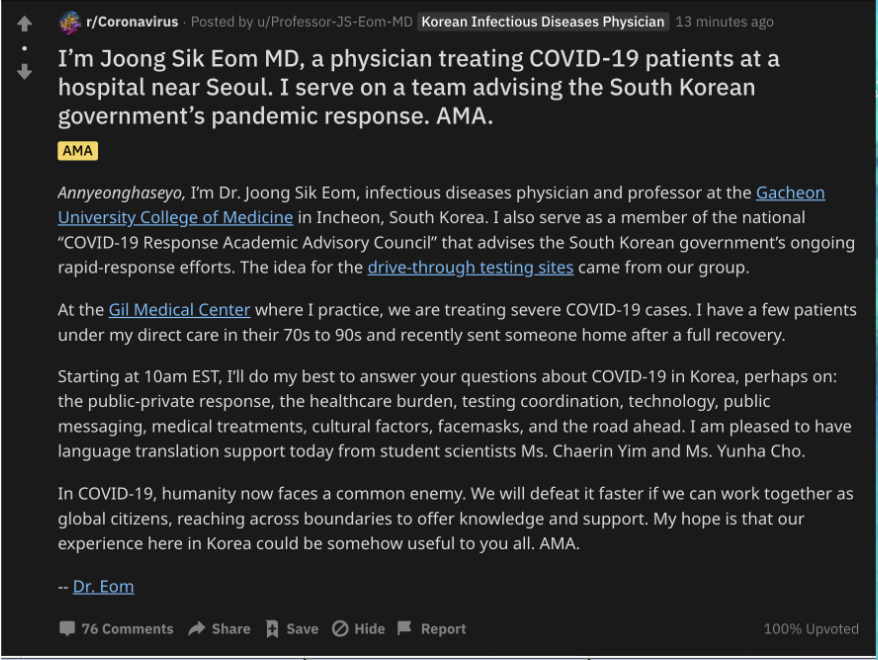 r/Coronavirus · Posted by u/Professor-JS-Eom-MD Korean Infectious Diseases Physician 13 minutes ago
I’m Joong Sik Eom MD, a physician treating COVID-19 patients at a
hospital near Seoul. I serve on a team advising the South Korean
government’s pandemic response. AMA.
AMA
Annyeonghaseyo, I’m Dr. Joong Sik Eom, infectious diseases physician and professor at the Gacheon
University College of Medicine in Incheon, South Korea. I also serve as a member of the national
“COVID-19 Response Academic Advisory Council” that advises the South Korean government’s ongoing
rapid-response efforts. The idea for the drive-through testing sites came from our group.
At the Gil Medical Center where I practice, we are treating severe COVID-19 cases. I have a few patients
under my direct care in their 70s to 90s and recently sent someone home after a full recovery.
Starting at 10am EST, I’ll do my best to answer your questions about COVID-19 in Korea, perhaps on:
the public-private response, the healthcare burden, testing coordination, technology, public
messaging, medical treatments, cultural factors, facemasks, and the road ahead. I am pleased to have
language translation support today from student scientists Ms. Chaerin Yim and Ms. Yunha Cho.
In COVID-19, humanity now faces a common enemy. We will defeat it faster if we can work together as
global citizens, reaching across boundaries to offer knowledge and support. My hope is that our
experience here in Korea could be somehow useful to you all. AMA.
-- Dr. Eom
76 Comments Share Save Hide Report 100% Upvoted